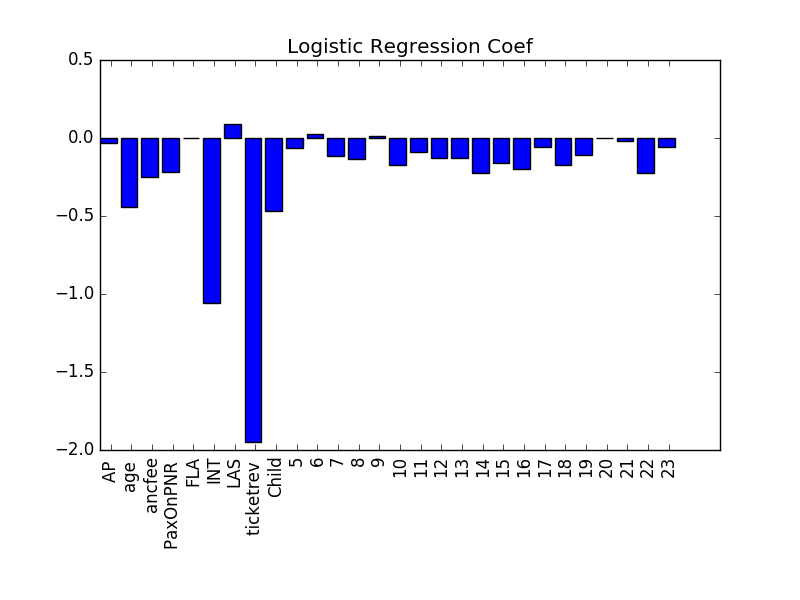 Logistic Regression Coef
0.5
0.0
−0.5
−1.0
−1.5
−2.0
AP
age
ancfee
PaxOnPNR
FLA
INT
LAS
ticketrev
Child
5
6
7
8
9
10
11
12
13
14
15
16
17
18
19
20
21
22
23